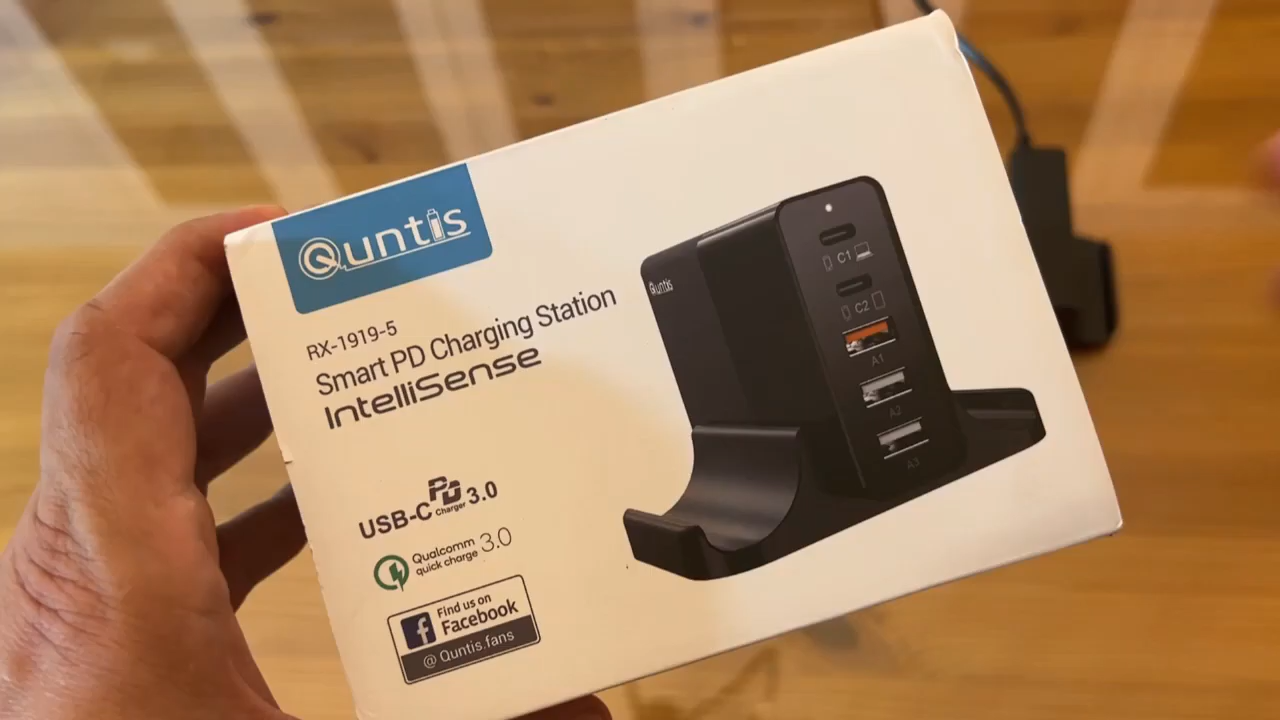 Quntis
RX-1919-5
Smart PD Charging Station
IntelliSense
USB-C PD Charger 3.0
Qualcomm 3.0
quick charge
Find us on
Facebook
@ Quntis.fans
Quntis
C1
C2
A1
A2
A3